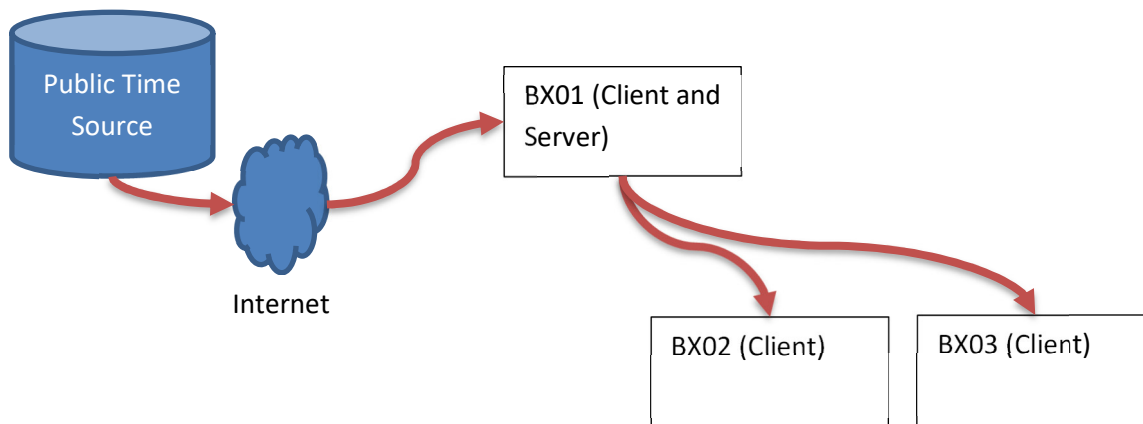 Public Time
Source
BX01 (Client and
Server)
Internet
BX02 (Client)
BX03 (Client)